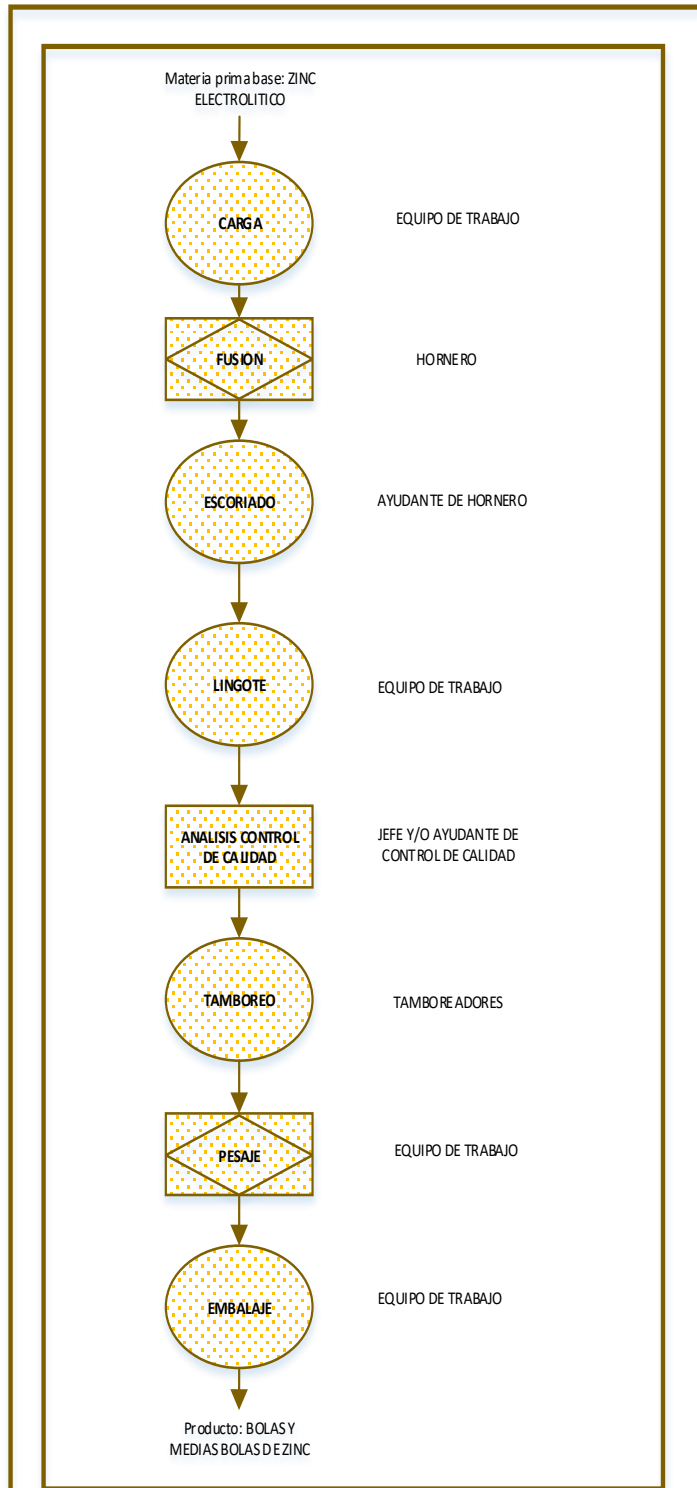 Materia prima base: ZINC
ELECTROLITICO
CARGA
EQUIPO DE TRABAJO
FUSION
HORNERO
ESCORIADO
AYUDANTE DE HORNERO
LINGOTE
EQUIPO DE TRABAJO
ANALISIS CONTROL
DE CALIDAD
JEFE Y/O AYUDANTE DE
CONTROL DE CALIDAD
TAMBOREO
TAMBOREADORES
PESAJE
EQUIPO DE TRABAJO
EMBALAJE
EQUIPO DE TRABAJO
Producto: BOLAS Y
MEDIAS BOLAS DE ZINC